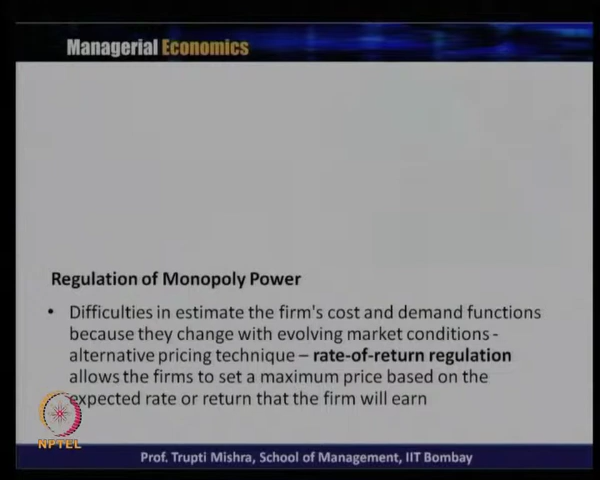 Managerial Economics
Regulation of Monopoly Power
• Difficulties in estimate the firm's cost and demand functions
because they change with evolving market conditions -
alternative pricing technique – rate-of-return regulation
allows the firms to set a maximum price based on the
expected rate or return that the firm will earn
NPTEL
Prof. Trupti Mishra, School of Management, IIT Bombay